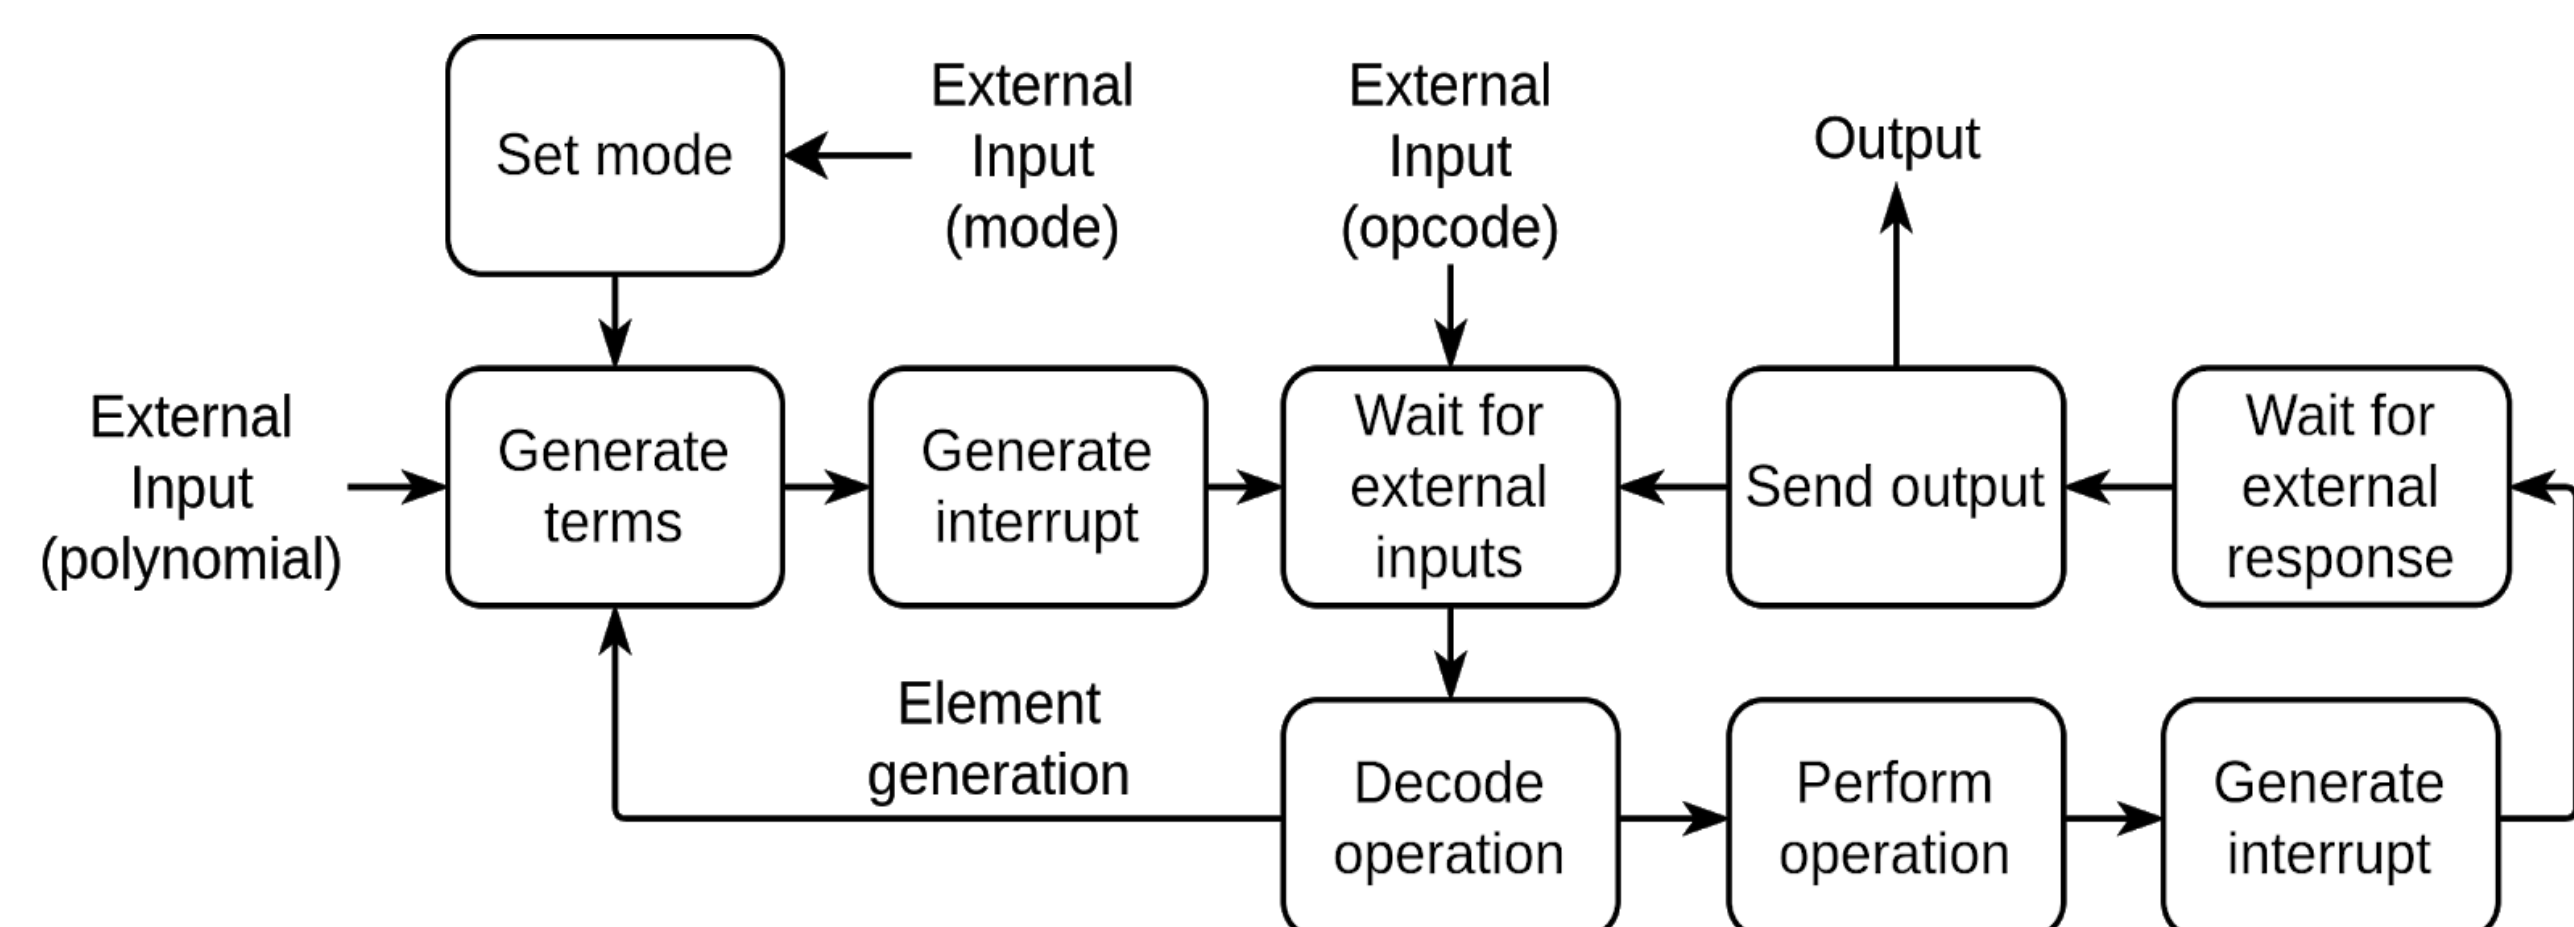 Set mode
External
Input
(mode)
External
Input
(opcode)
Output
External
Input
(polynomial)
Generate
terms
Generate
interrupt
Wait for
external
inputs
Send output
Wait for
external
response
Element
generation
Decode
operation
Perform
operation
Generate
interrupt